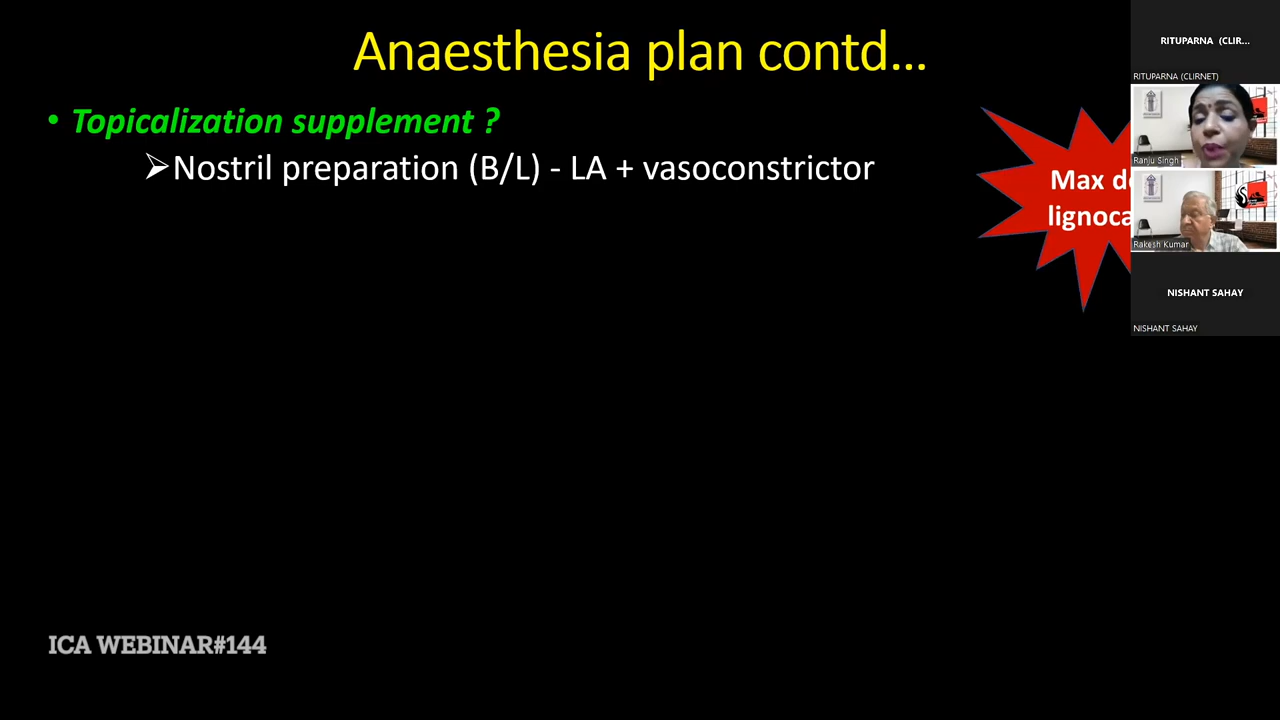 Anaesthesia plan contd...
• Topicalization supplement ?
➢Nostril preparation (B/L) - LA + vasoconstrictor
Max d
lignoca
RITUPARNA (CLIR...
RITUPARNA (CLIRNET)
Ranju Singh
Rakesh Kumar
NISHANT SAHAY
NISHANT SAHAY
ICA WEBINAR#144